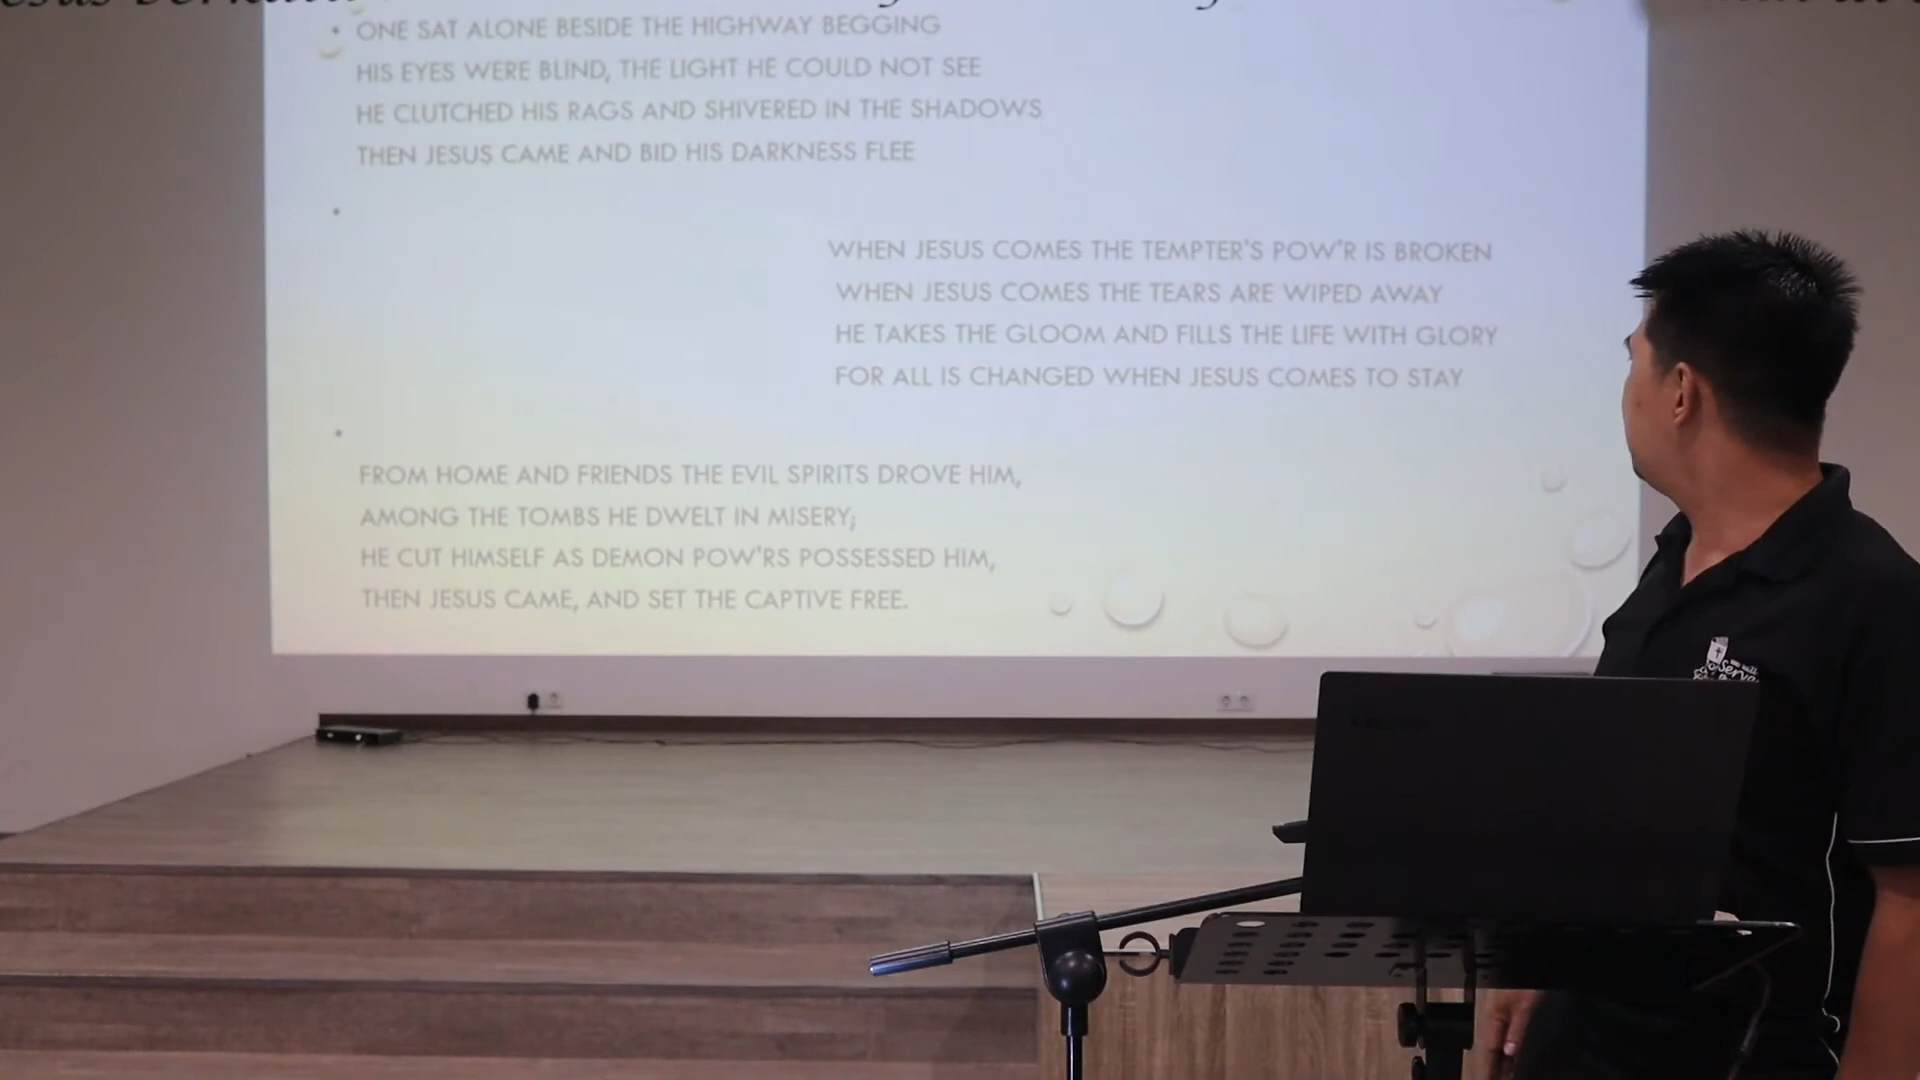 ONE SAT ALONE BESIDE THE HIGHWAY BEGGING
HIS EYES WERE BLIND, THE LIGHT HE COULD NOT SEE
HE CLUTCHED HIS RAGS AND SHIVERED IN THE SHADOWS
THEN JESUS CAME AND BID HIS DARKNESS FLEE
WHEN JESUS COMES THE TEMPTER'S POW'R IS BROKEN
WHEN JESUS COMES THE TEARS ARE WIPED AWAY
HE TAKES THE GLOOM AND FILLS THE LIFE WITH GLORY
FOR ALL IS CHANGED WHEN JESUS COMES TO STAY
FROM HOME AND FRIENDS THE EVIL SPIRITS DROVE HIM,
AMONG THE TOMBS HE DWELT IN MISERY;
HE CUT HIMSELF AS DEMON POW'RS POSSESSED HIM,
THEN JESUS CAME, AND SET THE CAPTIVE FREE.